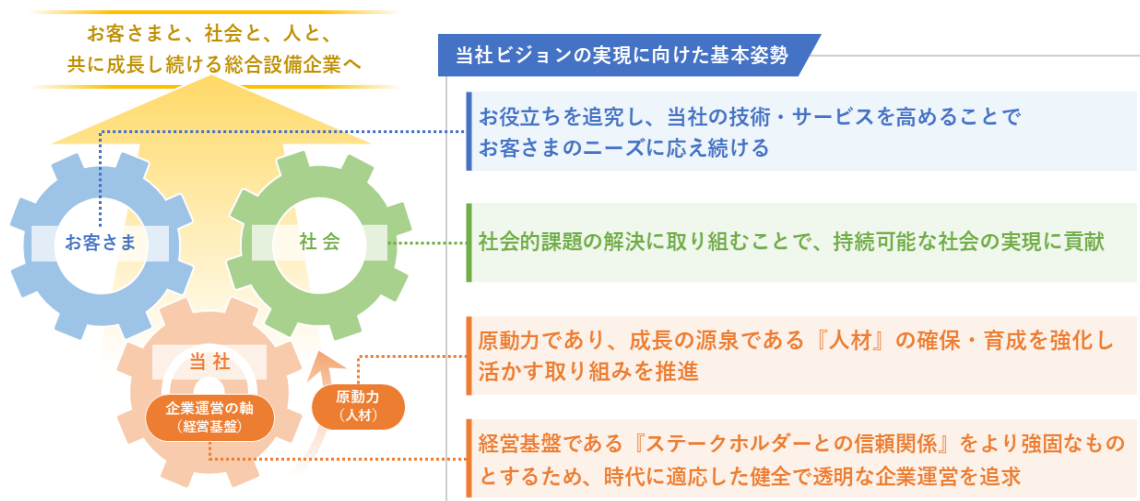 お客さまと、社会と、人と、
共に成長し続ける総合設備企業へ
お客さま
社会
当社
企業運営の軸
(経営基盤)
原動力
(人材)
当社ビジョンの実現に向けた基本姿勢
お役立ちを追究し、当社の技術・サービスを高めることで
お客さまのニーズに応え続ける
社会的課題の解決に取り組むことで、持続可能な社会の実現に貢献
原動力であり、成長の源泉である『人材』の確保・育成を強化し
活かす取り組みを推進
経営基盤である『ステークホルダーとの信頼関係』をより強固なもの
とするため、時代に適応した健全で透明な企業運営を追求